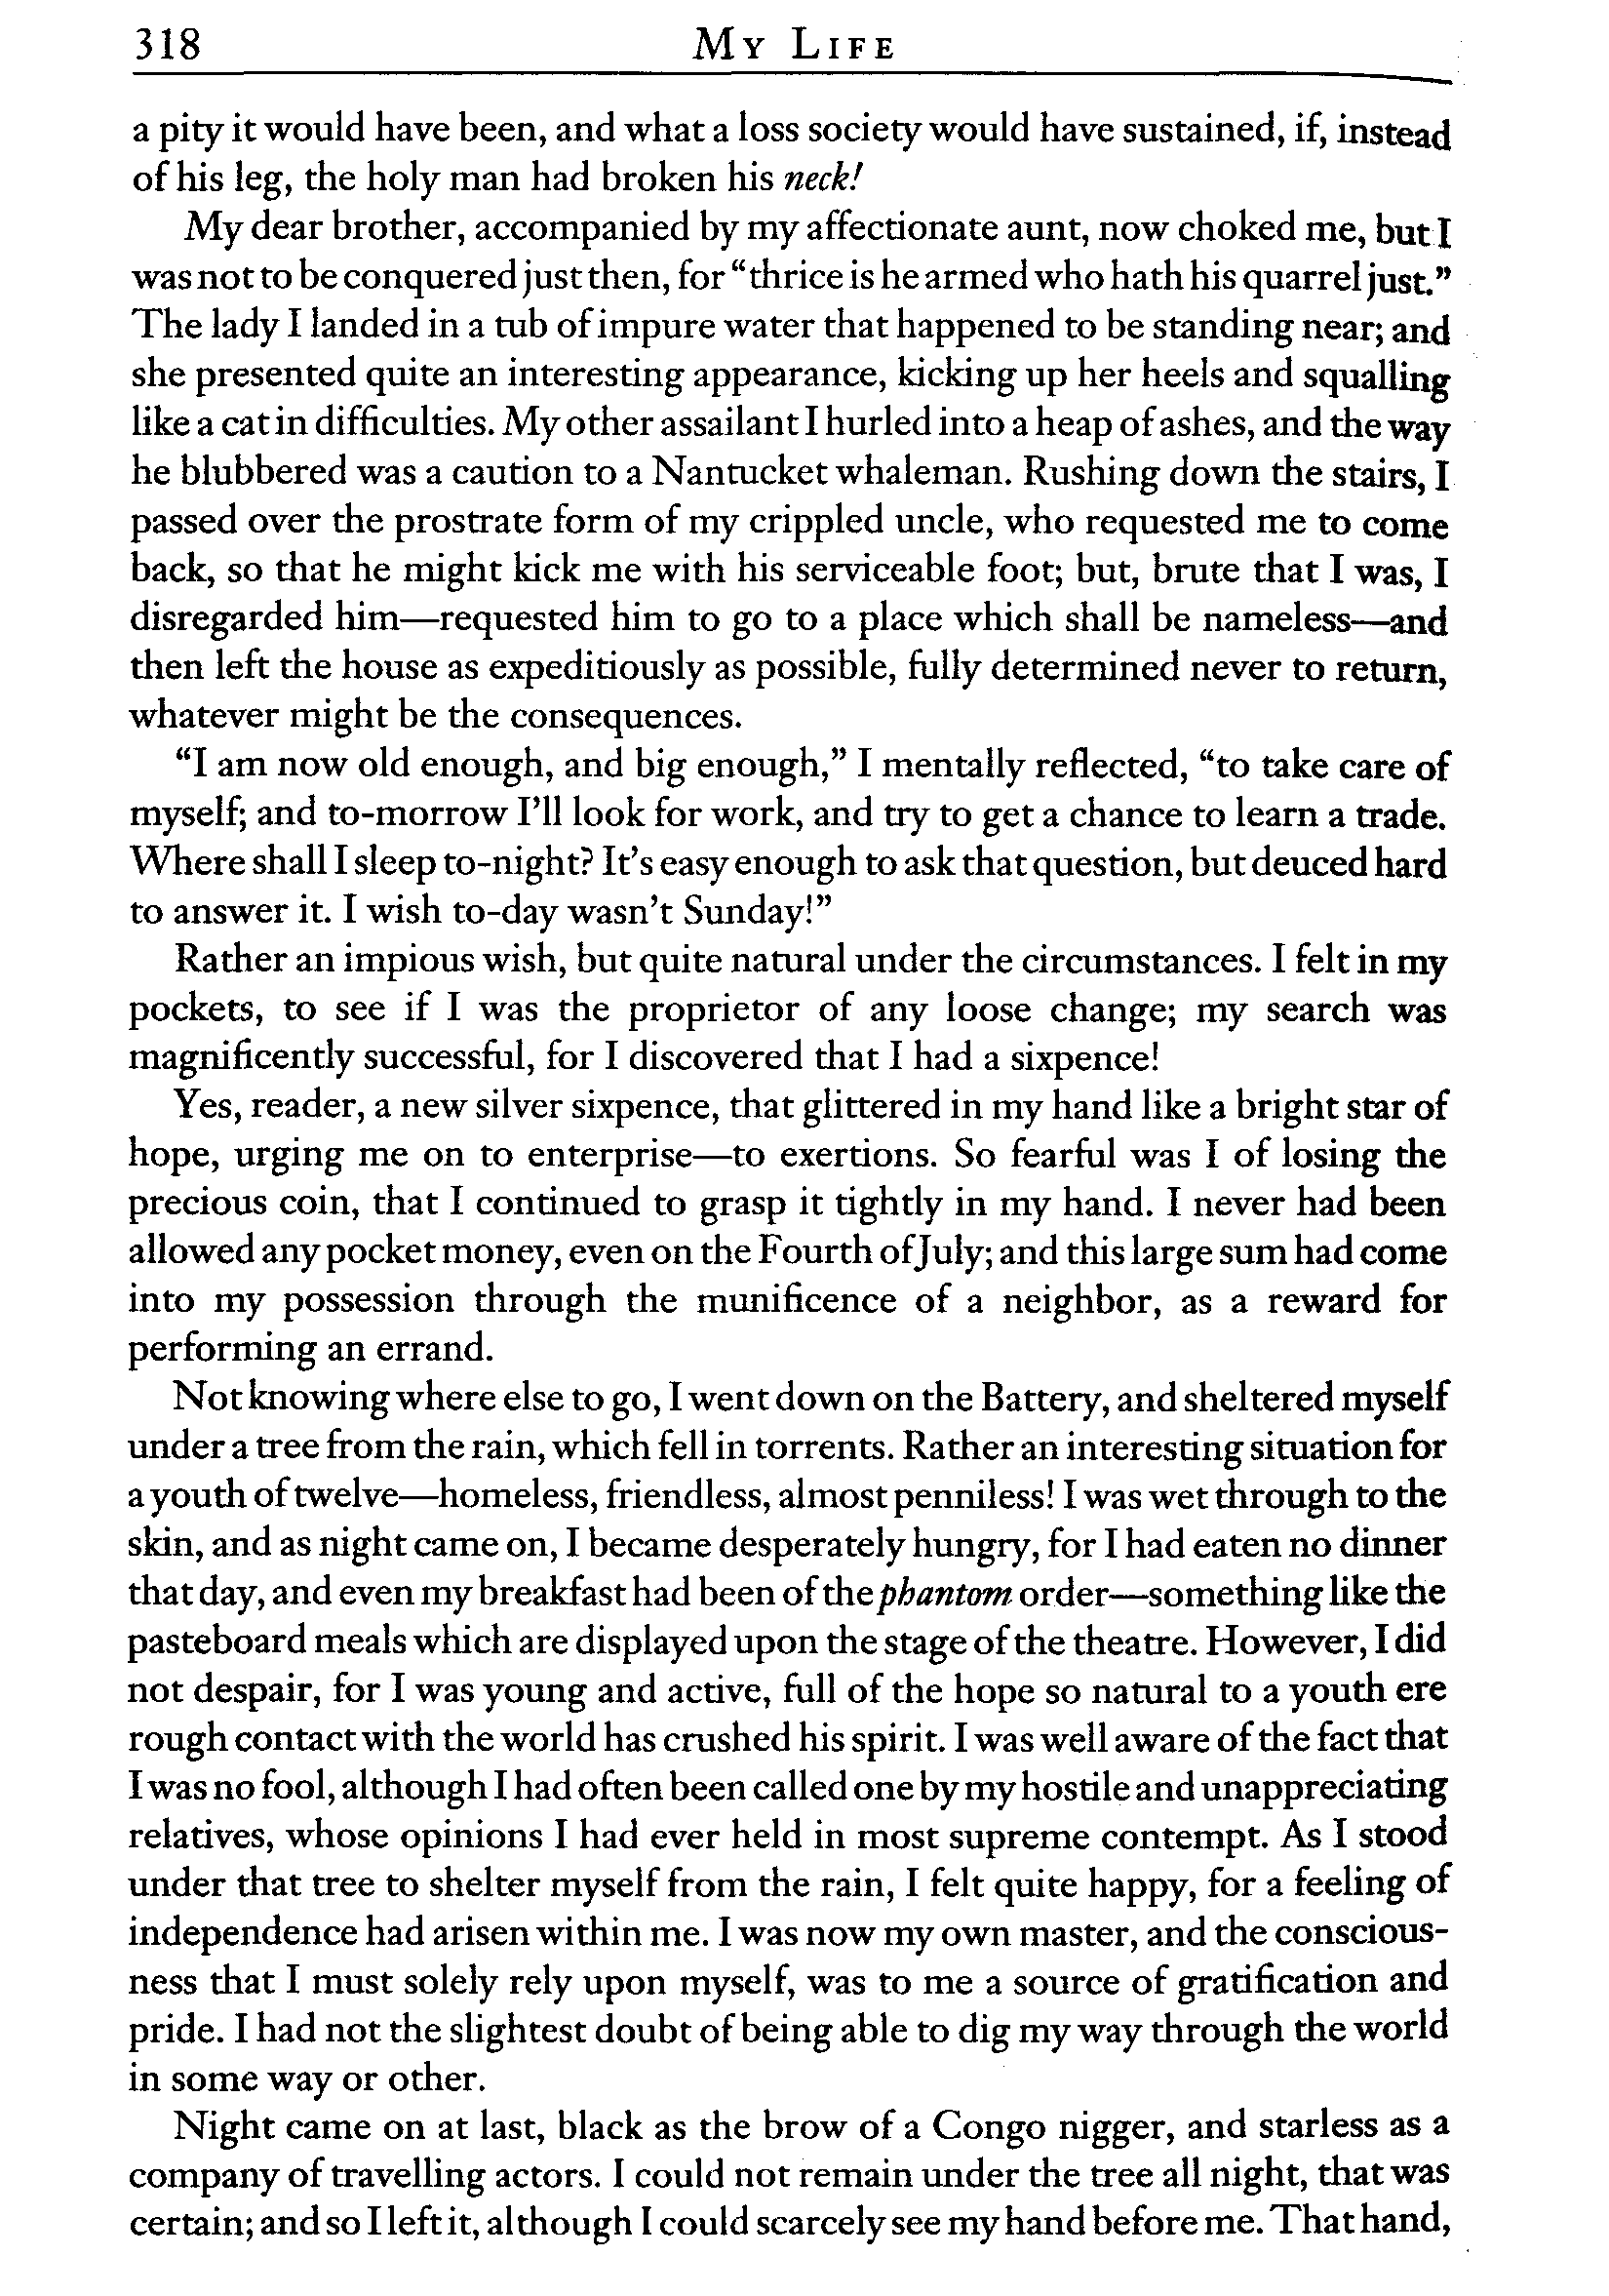 318
My Life
a pity it would have been, and what a loss society would have sustained, if, instead
of his leg, the holy man had broken his neck!
My dear brother, accompanied by my affectionate aunt, now choked me, but I
was not to be conquered just then, for “thrice is he armed who hath his quarrel just.”
The lady I landed in a tub of impure water that happened to be standing near; and
she presented quite an interesting appearance, kicking up her heels and squalling
like a cat in difficulties. My other assailant I hurled into a heap of ashes, and the way
he blubbered was a caution to a Nantucket whaleman. Rushing down the stairs, I
passed over the prostrate form of my crippled uncle, who requested me to come
back, so that he might kick me with his serviceable foot; but, brute that I was, I
disregarded him—requested him to go to a place which shall be nameless—and
then left the house as expeditiously as possible, fully determined never to return,
whatever might be the consequences.
“I am now old enough, and big enough,” I mentally reflected, “to take care of
myself; and to-morrow I’ll look for work, and try to get a chance to learn a trade.
Where shall I sleep to-night? It’s easy enough to ask that question, but deuced hard
to answer it. I wish to-day wasn’t Sunday!”
Rather an impious wish, but quite natural under the circumstances. I felt in my
pockets, to see if I was the proprietor of any loose change; my search was
magnificently successful, for I discovered that I had a sixpence!
Yes, reader, a new silver sixpence, that glittered in my hand like a bright star of
hope, urging me on to enterprise—to exertions. So fearful was I of losing the
precious coin, that I continued to grasp it tightly in my hand. I never had been
allowed any pocket money, even on the Fourth of July; and this large sum had come
into my possession through the munificence of a neighbor, as a reward for
performing an errand.
Not knowing where else to go, I went down on the Battery, and sheltered myself
under a tree from the rain, which fell in torrents. Rather an interesting situation for
a youth of twelve—homeless, friendless, almost penniless! I was wet through to the
skin, and as night came on, I became desperately hungry, for I had eaten no dinner
that day, and even my breakfast had been of the phantom order—something like the
pasteboard meals which are displayed upon the stage of the theatre. However, I did
not despair, for I was young and active, full of the hope so natural to a youth ere
rough contact with the world has crushed his spirit. I was well aware of the fact that
I was no fool, although I had often been called one by my hostile and unappreciating
relatives, whose opinions I had ever held in most supreme contempt. As I stood
under that tree to shelter myself from the rain, I felt quite happy, for a feeling of
independence had arisen within me. I was now my own master, and the conscious-
ness that I must solely rely upon myself, was to me a source of gratification and
pride. I had not the slightest doubt of being able to dig my way through the world
in some way or other.
Night came on at last, black as the brow of a Congo nigger, and starless as a
company of travelling actors. I could not remain under the tree all night, that was
certain; and so I left it, although I could scarcely see my hand before me. That hand,